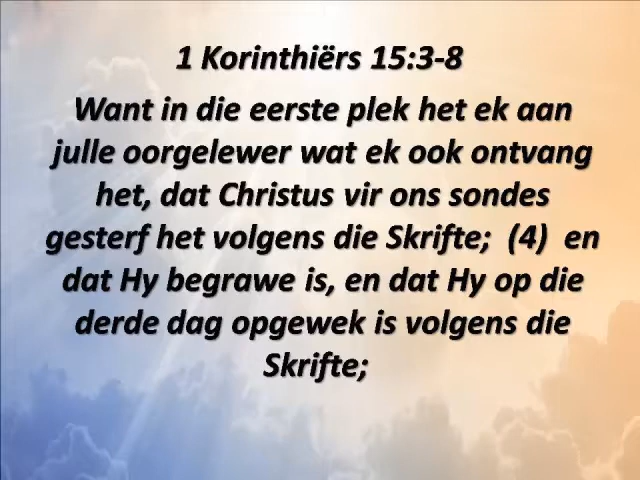 1 Korinthiërs 15:3-8
Want in die eerste plek het ek aan
julle oorgelewer wat ek ook ontvang
het, dat Christus vir ons sondes
gesterf het volgens die Skrifte;  (4)  en
dat Hy begrawe is, en dat Hy op die
derde dag opgewek is volgens die
Skrifte;